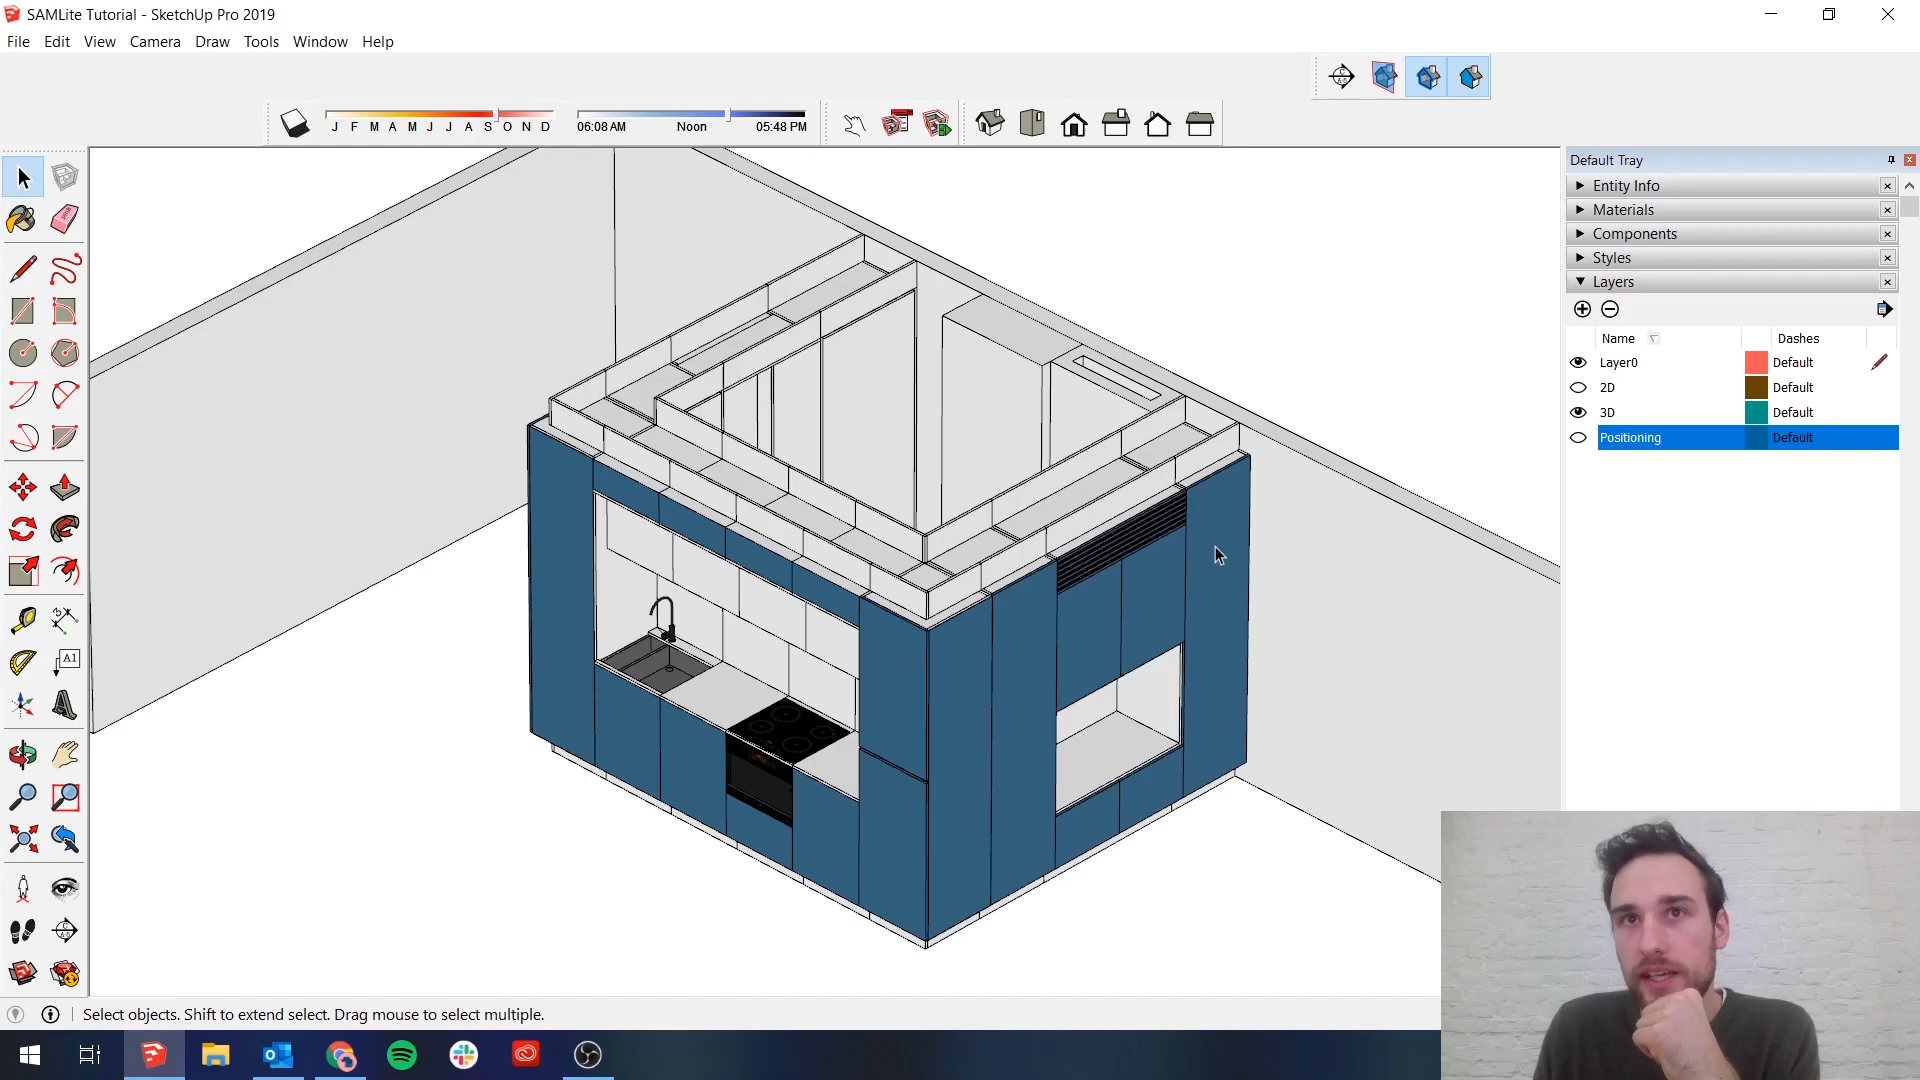 SAMLite Tutorial - SketchUp Pro 2019
File Edit View Camera Draw Tools Window Help
J F M A M J J A S O N D
06:08 AM Noon 05:48 PM
Default Tray
Entity Info
Materials
Components
Styles
Layers
Name Dashes
Layer0 Default
2D Default
3D Default
Positioning Default
A1
Select objects. Shift to extend select. Drag mouse to select multiple.